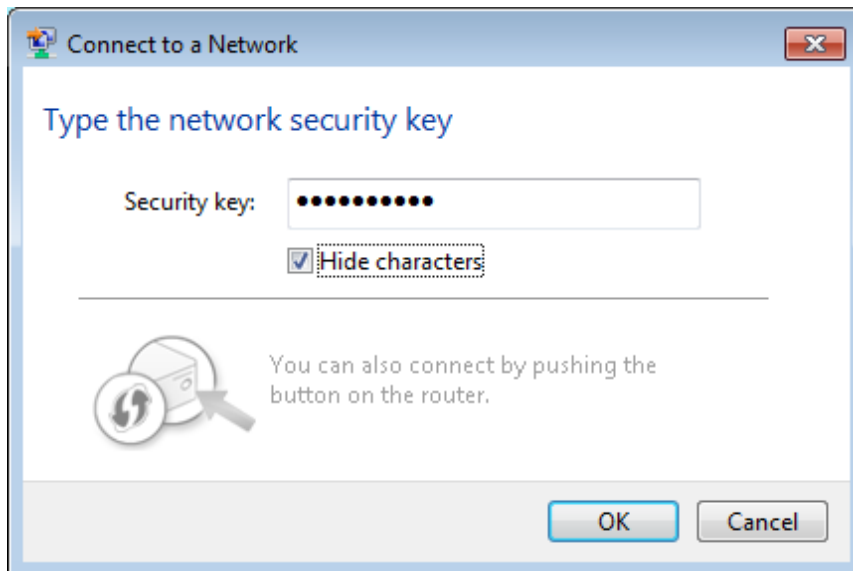 Connect to a Network
Type the network security key
Security key: ••••••••••
Hide characters
You can also connect by pushing the
button on the router.
OK Cancel